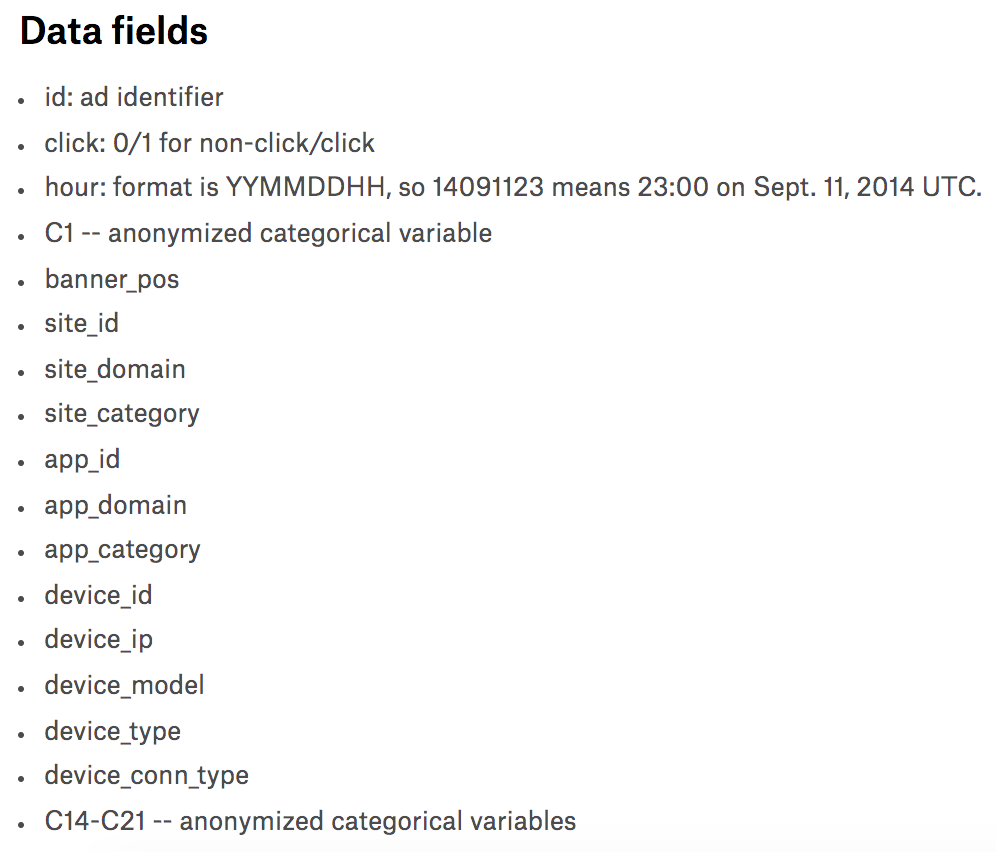 Data fields
• id: ad identifier
• click: 0/1 for non-click/click
• hour: format is YYMMDDHH, so 14091123 means 23:00 on Sept. 11, 2014 UTC.
• C1 -- anonymized categorical variable
• banner_pos
• site_id
• site_domain
• site_category
• app_id
• app_domain
• app_category
• device_id
• device_ip
• device_model
• device_type
• device_conn_type
• C14-C21 -- anonymized categorical variables